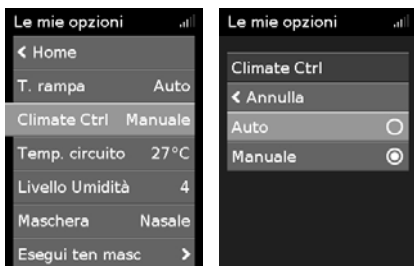 Le mie opzioni
< Home
T. rampa Auto
Climate Ctrl Manuale
Temp. circuito 27°C
Livello Umidità 4
Maschera Nasale
Esegui ten masc >
Le mie opzioni
Climate Ctrl
< Annulla
Auto
Manuale